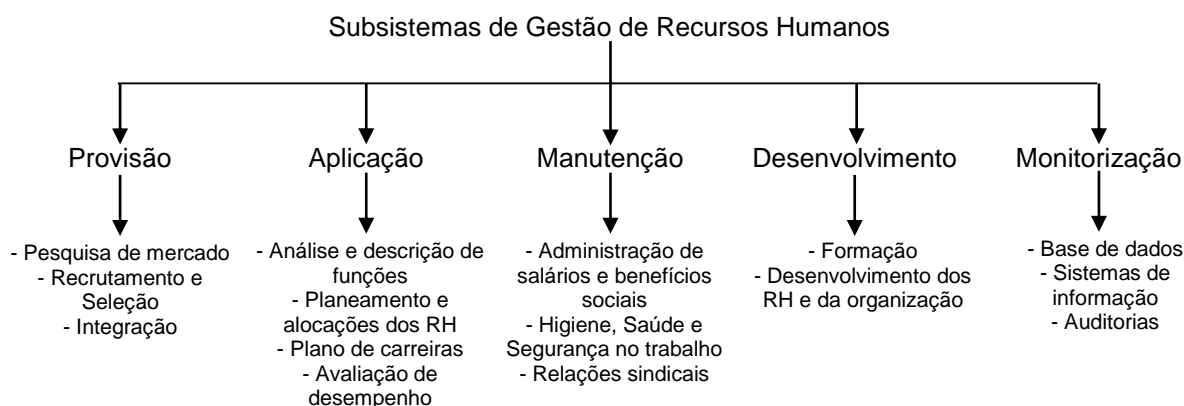 Subsistemas de Gestão de Recursos Humanos
Provisão
Aplicação
Manutenção
Desenvolvimento
Monitorização
- Pesquisa de mercado
- Recrutamento e
Seleção
- Integração
- Análise e descrição de
funções
- Planeamento e
alocações dos RH
- Plano de carreiras
- Avaliação de
desempenho
- Administração de
salários e benefícios
sociais
- Higiene, Saúde e
Segurança no trabalho
- Relações sindicais
- Formação
- Desenvolvimento dos
RH e da organização
- Base de dados
- Sistemas de
informação
- Auditorias